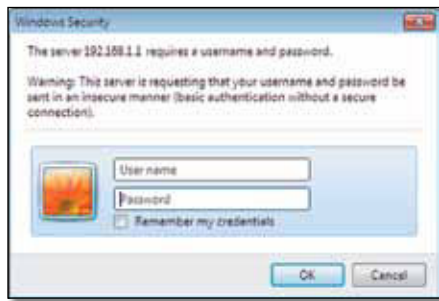 Windows Security
The server 192.168.1.1 requires a username and password.
Warning: This server is requesting that your username and password be
sent in an insecure manner (basic authentication without a secure
connection).
User name
Password
Remember my credentials
OK
Cancel